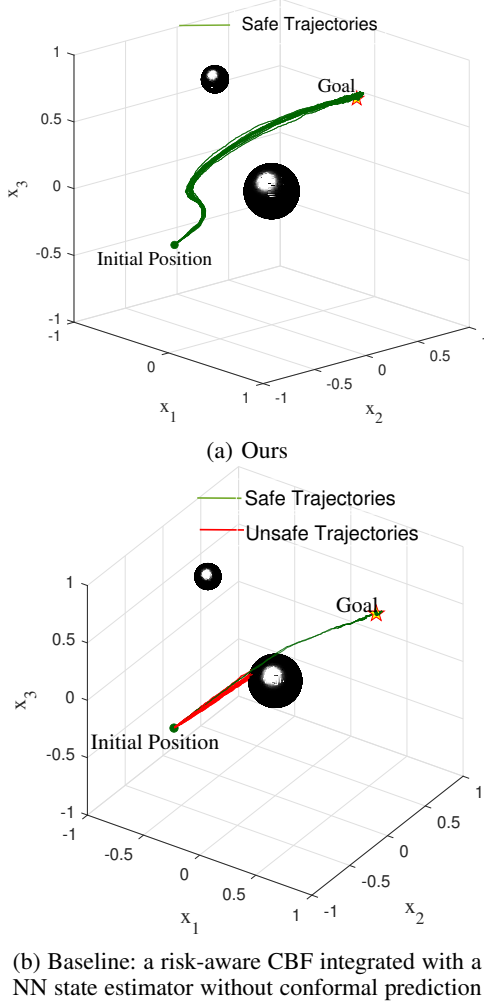 Safe Trajectories
1
Goal
0.5
x3
0
-0.5
Initial Position
-1
-1
0
1
x1
-1
-0.5
0
0.5
1
x2
(a) Ours
Safe Trajectories
Unsafe Trajectories
1
Goal
0.5
x3
0
Initial Position
-0.5
-1
-1
-0.5
0
0.5
1
x1
-1
-0.5
0
0.5
1
x2
(b) Baseline: a risk-aware CBF integrated with a
NN state estimator without conformal prediction